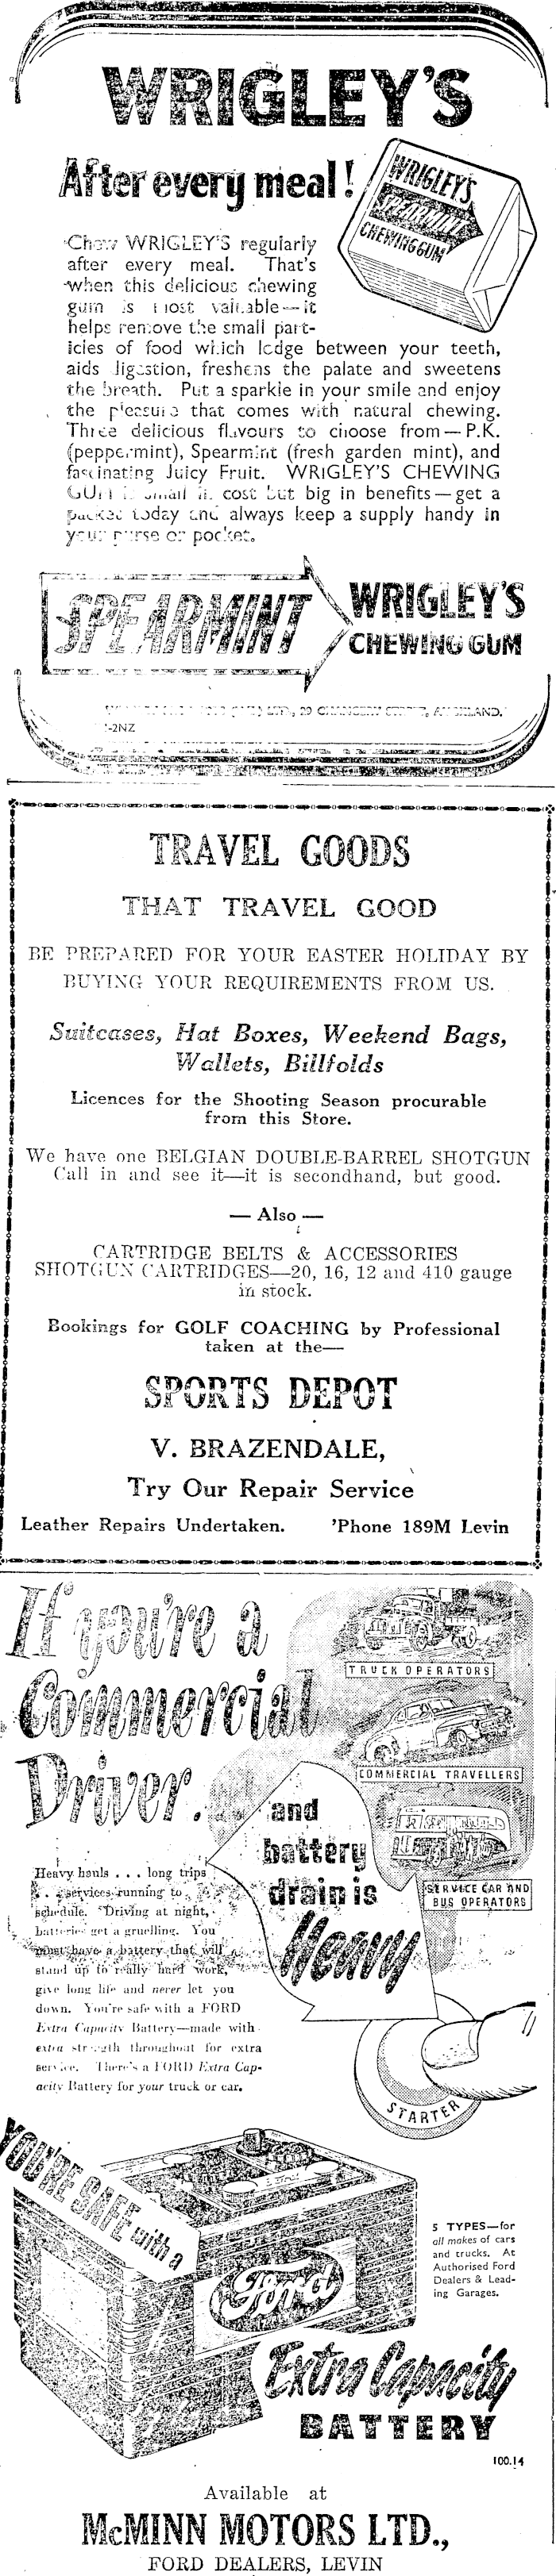 WRIGLEY'S
After every meal!
WRIGLEY'S
SPEARMINT
CHEWING GUM
Chew WRIGLEY'S regularly
after every meal. That's
when this delicious chewing
gum is most valuable—it
helps remove the small part-
icles of food which lodge between your teeth,
aids digestion, freshens the palate and sweetens
the breath. Put a sparkle in your smile and enjoy
the pleasure that comes with natural chewing.
Three delicious flavours to choose from—P.K.
(peppermint), Spearmint (fresh garden mint), and
fascinating Juicy Fruit. WRIGLEY'S CHEWING
GUM is small in cost but big in benefits—get a
packet today and always keep a supply handy in
your purse or pocket.
SPEARMINT
WRIGLEY'S
CHEWING GUM
LTD., 20 STREET, AUCKLAND.
-2NZ
TRAVEL GOODS
THAT TRAVEL GOOD
BE PREPARED FOR YOUR EASTER HOLIDAY BY
BUYING YOUR REQUIREMENTS FROM US.
Suitcases, Hat Boxes, Weekend Bags,
Wallets, Billfolds
Licences for the Shooting Season procurable
from this Store.
We have one BELGIAN DOUBLE-BARREL SHOTGUN
Call in and see it—it is secondhand, but good.
— Also —
CARTRIDGE BELTS & ACCESSORIES
SHOTGUN CARTRIDGES—20, 16, 12 and 410 gauge
in stock.
Bookings for GOLF COACHING by Professional
taken at the—
SPORTS DEPOT
V. BRAZENDALE,
Try Our Repair Service
Leather Repairs Undertaken. 'Phone 189M Levin
If you're a
Commercial
Driver.
TRUCK OPERATORS
COMMERCIAL TRAVELLERS
SERVICE CAR AND
BUS OPERATORS
and
battery
drain is
Heavy
Heavy hauls . . . long trips
. . . services running to
schedule. Driving at night,
batteries get a gruelling. You
must have a battery that will
stand up to really hard work,
give long life and never let you
down. You're safe with a FORD
Extra Capacity Battery—made with
extra strength throughout for extra
service. There's a FORD Extra Cap-
acity Battery for your truck or car.
STARTER
YOU'RE SAFE with a
Ford
Extra Capacity
BATTERY
5 TYPES—for
all makes of cars
and trucks. At
Authorised Ford
Dealers & Lead-
ing Garages.
100.14
Available at
McMINN MOTORS LTD.,
FORD DEALERS, LEVIN